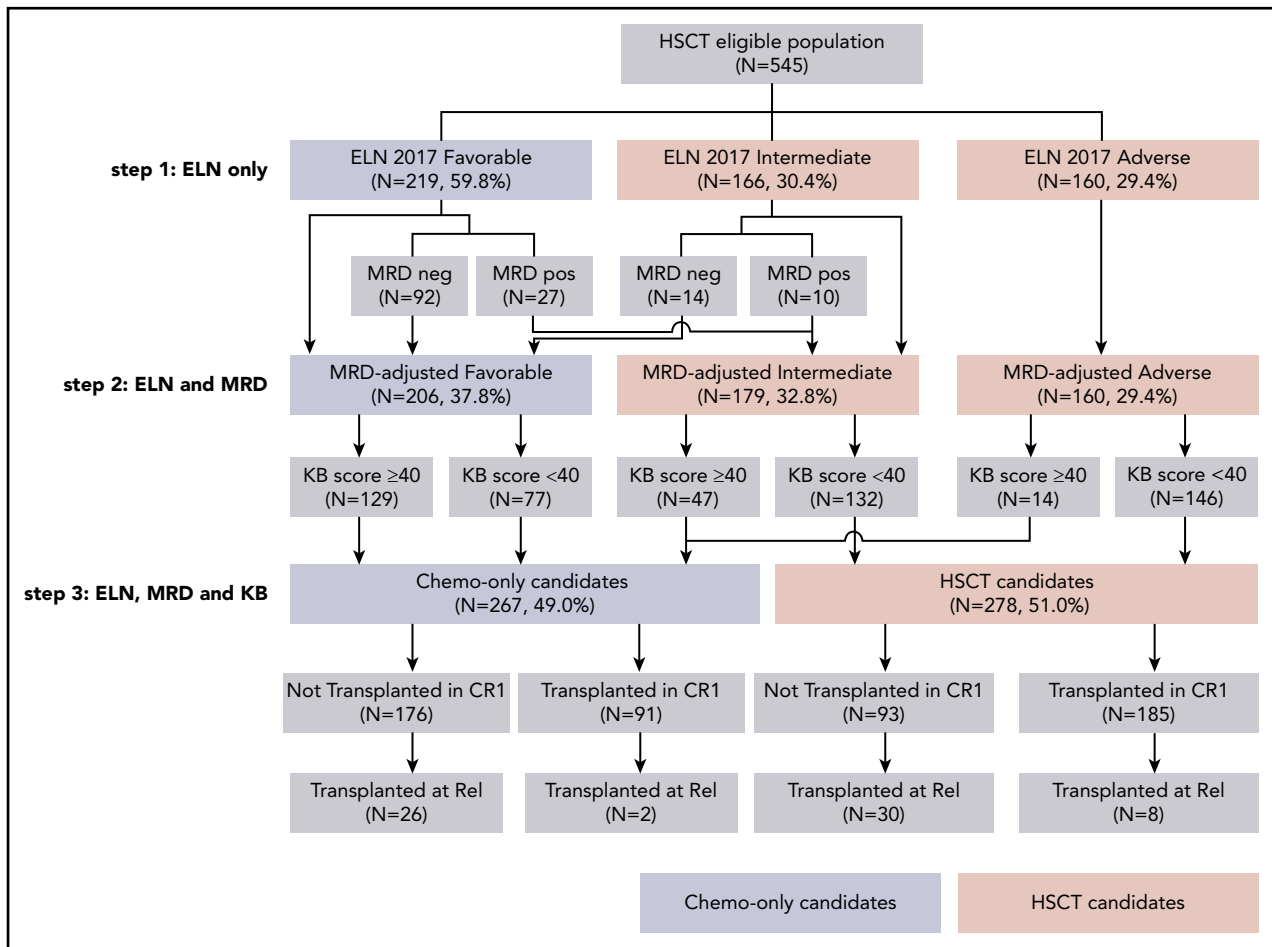 HSCT eligible population
(N=545)
step 1: ELN only
ELN 2017 Favorable
(N=219, 59.8%)
ELN 2017 Intermediate
(N=166, 30.4%)
ELN 2017 Adverse
(N=160, 29.4%)
MRD neg
(N=92)
MRD pos
(N=27)
MRD neg
(N=14)
MRD pos
(N=10)
step 2: ELN and MRD
MRD-adjusted Favorable
(N=206, 37.8%)
MRD-adjusted Intermediate
(N=179, 32.8%)
MRD-adjusted Adverse
(N=160, 29.4%)
KB score ≥40
(N=129)
KB score <40
(N=77)
KB score ≥40
(N=47)
KB score <40
(N=132)
KB score ≥40
(N=14)
KB score <40
(N=146)
step 3: ELN, MRD and KB
Chemo-only candidates
(N=267, 49.0%)
HSCT candidates
(N=278, 51.0%)
Not Transplanted in CR1
(N=176)
Transplanted in CR1
(N=91)
Not Transplanted in CR1
(N=93)
Transplanted in CR1
(N=185)
Transplanted at Rel
(N=26)
Transplanted at Rel
(N=2)
Transplanted at Rel
(N=30)
Transplanted at Rel
(N=8)
Chemo-only candidates
HSCT candidates